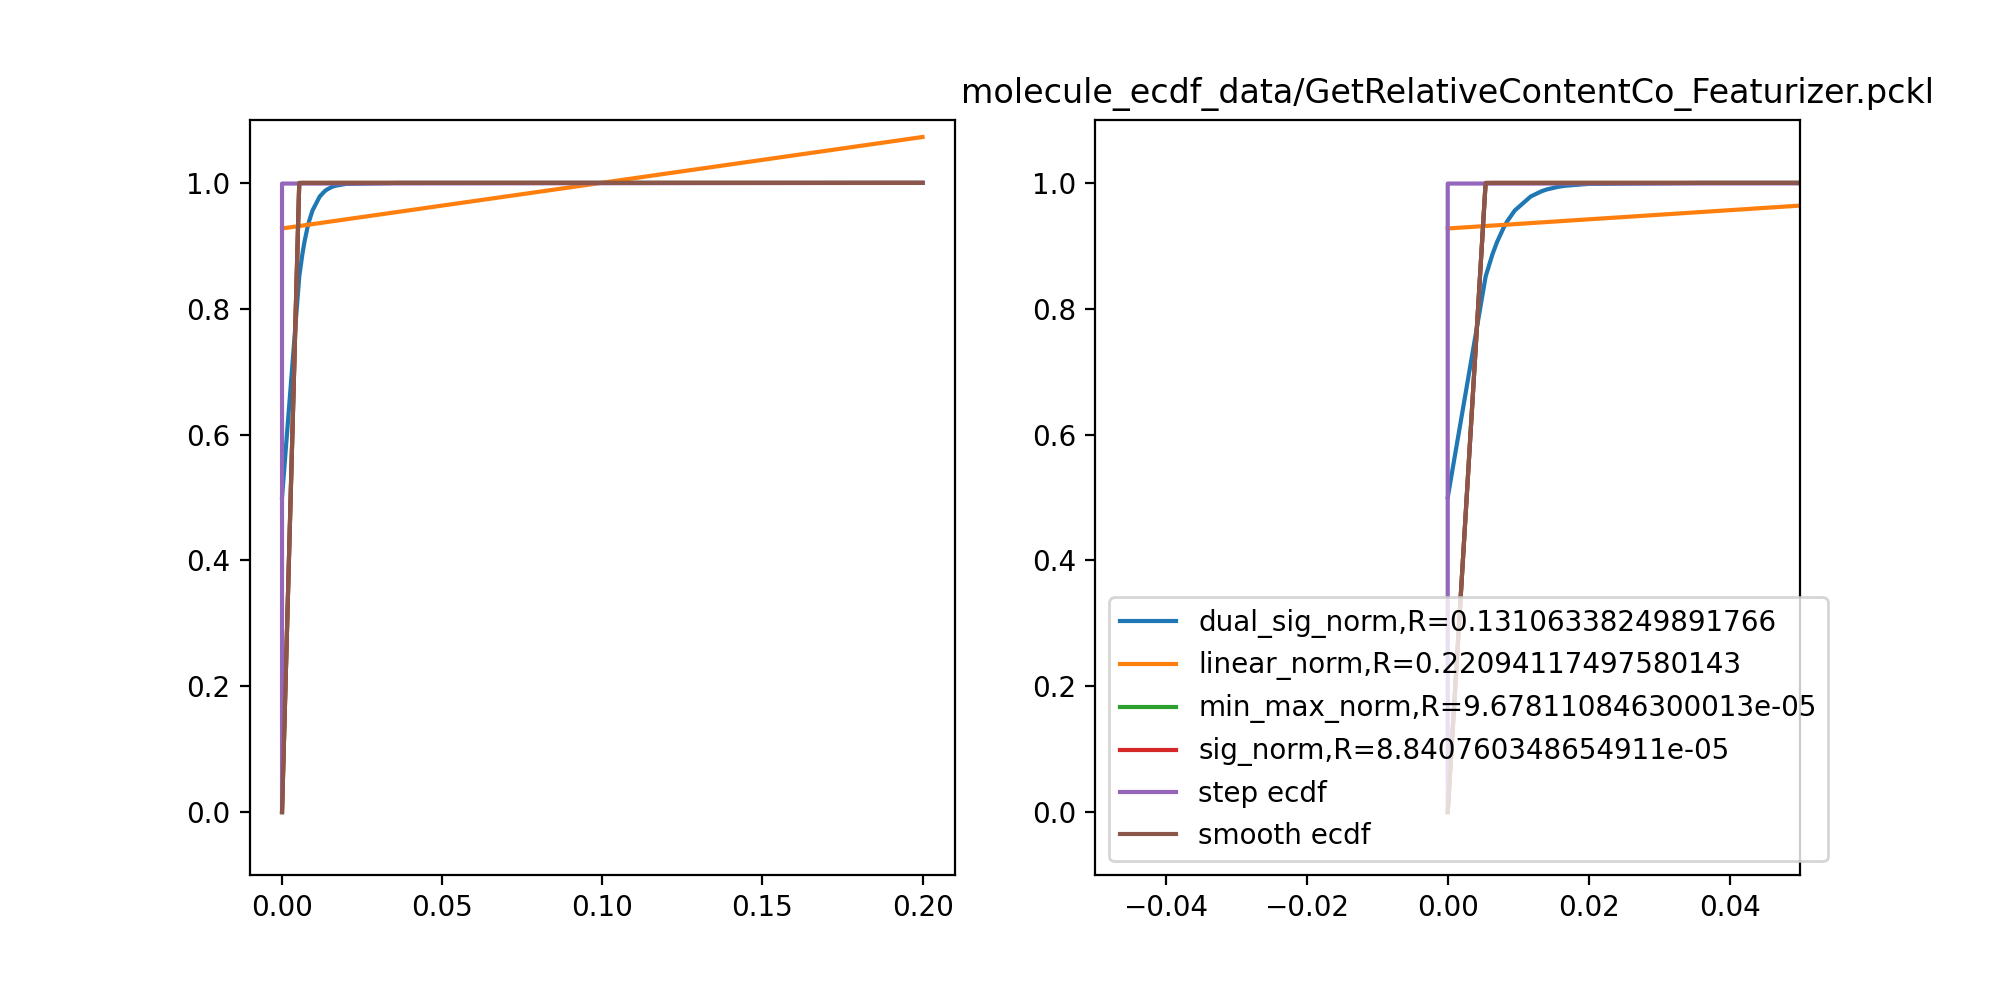 molecule_ecdf_data/GetRelativeContentCo_Featurizer.pckl
1.0
0.8
0.6
0.4
0.2
0.0
0.00 0.05 0.10 0.15 0.20
1.0
0.8
0.6
0.4
0.2
0.0
dual_sig_norm,R=0.13106338249891766
linear_norm,R=0.22094117497580143
min_max_norm,R=9.678110846300013e-05
sig_norm,R=8.840760348654911e-05
step ecdf
smooth ecdf
−0.04 −0.02 0.00 0.02 0.04